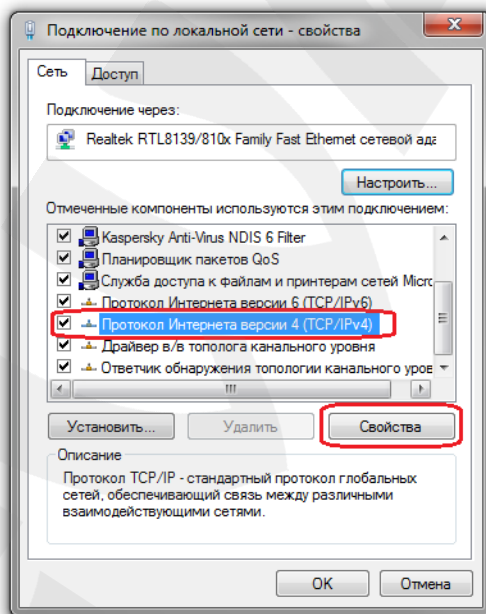 Подключение по локальной сети - свойства
Сеть
Доступ
Подключение через:
Realtek RTL8139/810x Family Fast Ethernet сетевой ада
Настроить...
Отмеченные компоненты используются этим подключением:
Kaspersky Anti-Virus NDIS 6 Filter
Планировщик пакетов QoS
Служба доступа к файлам и принтерам сетей Micro
Протокол Интернета версии 6 (TCP/IPv6)
Протокол Интернета версии 4 (TCP/IPv4)
Драйвер в/в тополога канального уровня
Ответчик обнаружения топологии канального уров
Установить...
Удалить
Свойства
Описание
Протокол TCP/IP - стандартный протокол глобальных
сетей, обеспечивающий связь между различными
взаимодействующими сетями.
OK
Отмена